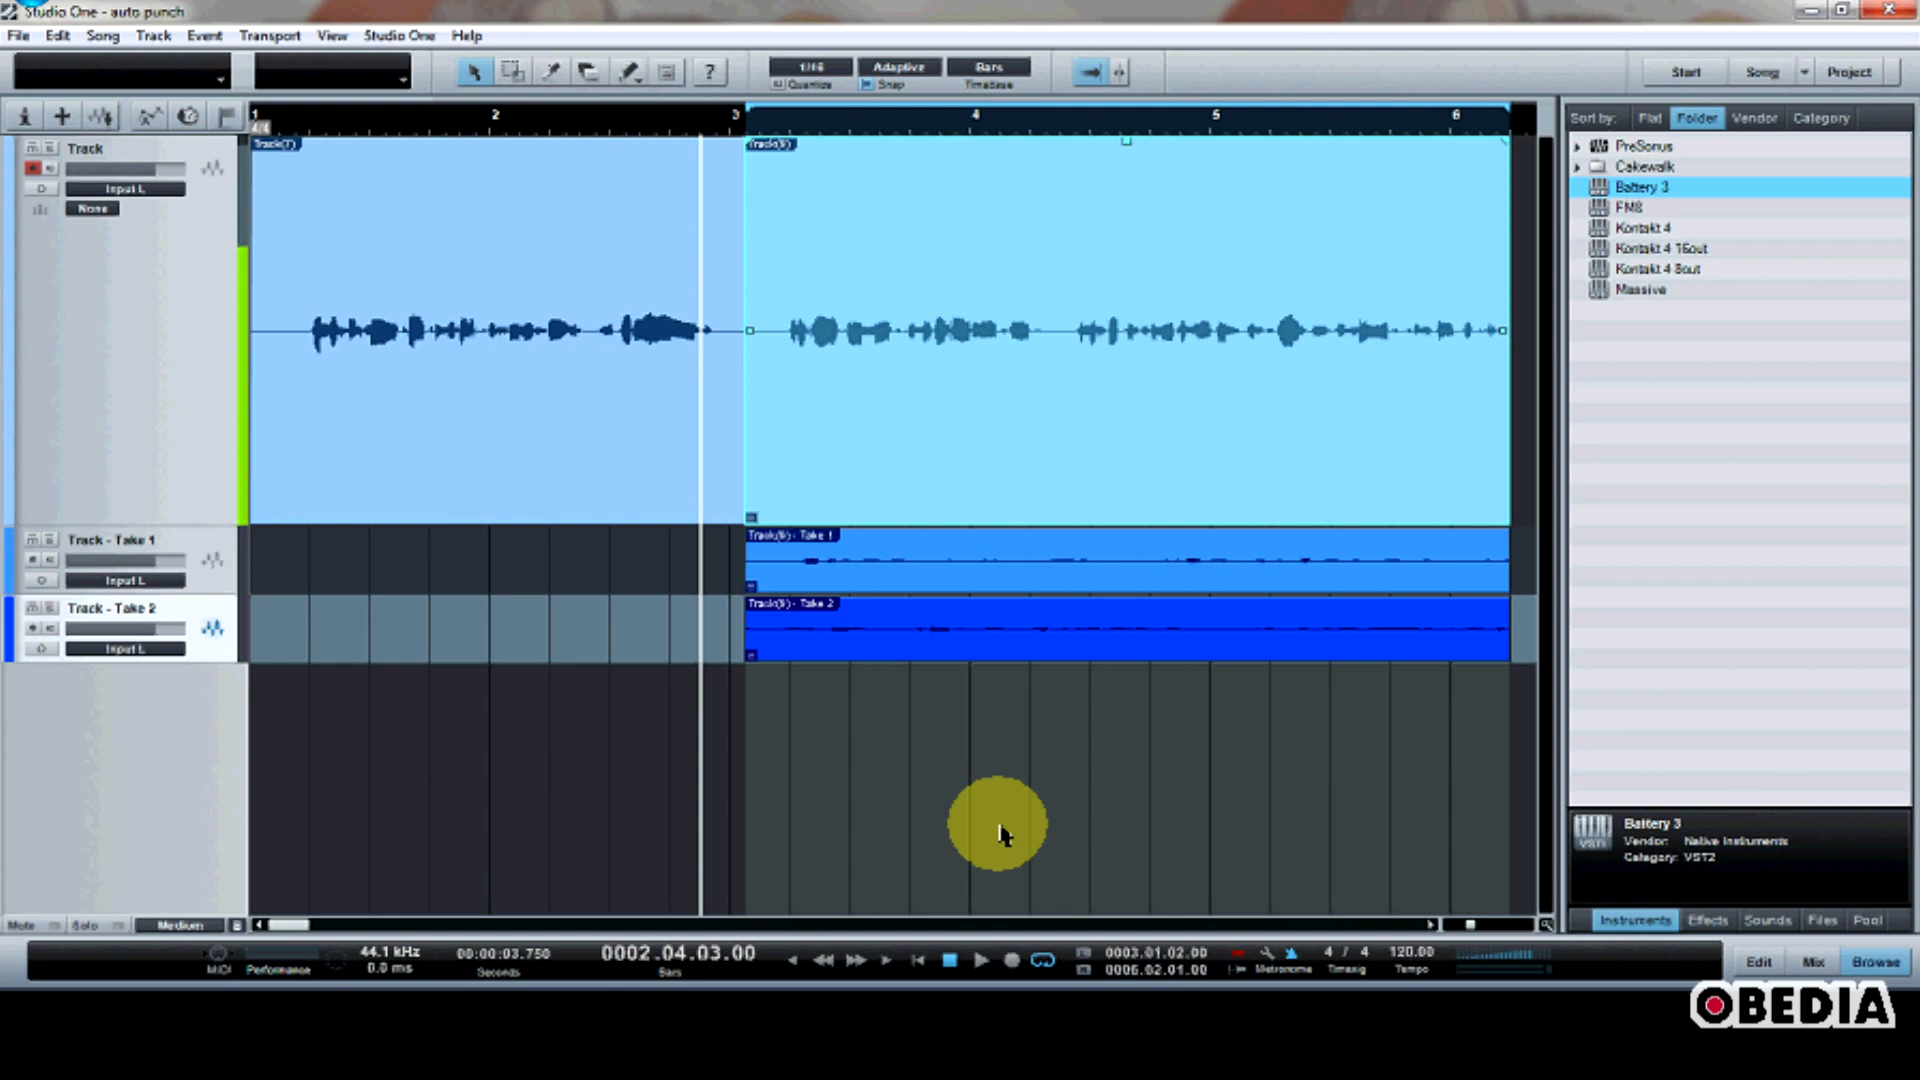 Studio One - auto punch
File Edit Song Track Event Transport View Studio One Help
1/16 Adaptive Bars
Quantize Snap Timebase
? Start Song Project
1 2 3 4 5 6
4/4
Sort by: Flat Folder Vendor Category
Track
Input L
None
Track(7)
PreSonus
Cakewalk
Battery 3
FM8
Kontakt 4
Kontakt 4 16out
Kontakt 4 8out
Massive
Track - Take 1
Input L
Track - Take 2
Input L
Track(8) - Take 1
Track(8) - Take 2
Battery 3
Vendor: Native Instruments
Category: VST2
VSTi
Mute Solo Medium
Instruments Effects Sounds Files Pool
MIDI Performance
44.1 kHz
0.0 ms
00:00:03.750
Seconds
0002.04.03.00
Bars
0003.01.02.00
0006.02.01.00
Metronome
4 / 4
Timesig
120.00
Tempo
Edit Mix Browse
OBEDIA